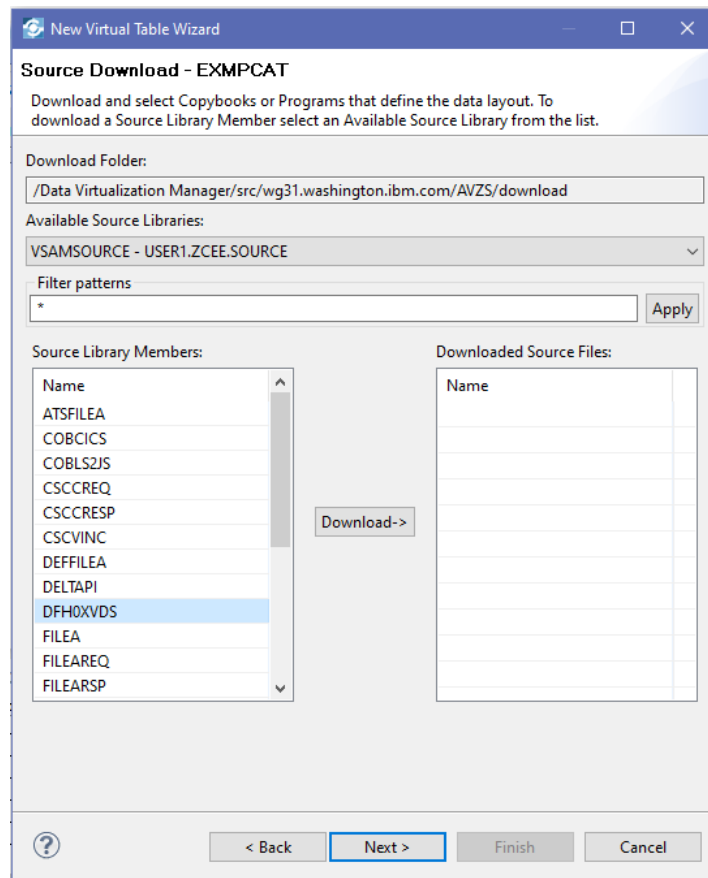 New Virtual Table Wizard
Source Download - EXMPCAT
Download and select Copybooks or Programs that define the data layout. To
download a Source Library Member select an Available Source Library from the list.
Download Folder:
/Data Virtualization Manager/src/wg31.washington.ibm.com/AVZS/download
Available Source Libraries:
VSAMSOURCE - USER1.ZCEE.SOURCE
Filter patterns
*
Apply
Source Library Members:
Name
ATSFILEA
COBCICS
COBLS2JS
CSCCREQ
CSCCRESP
CSCVINC
DEFFILEA
DELTAPI
DFH0XVDS
FILEA
FILEAREQ
FILEARSP
Download->
Downloaded Source Files:
Name
?
< Back
Next >
Finish
Cancel